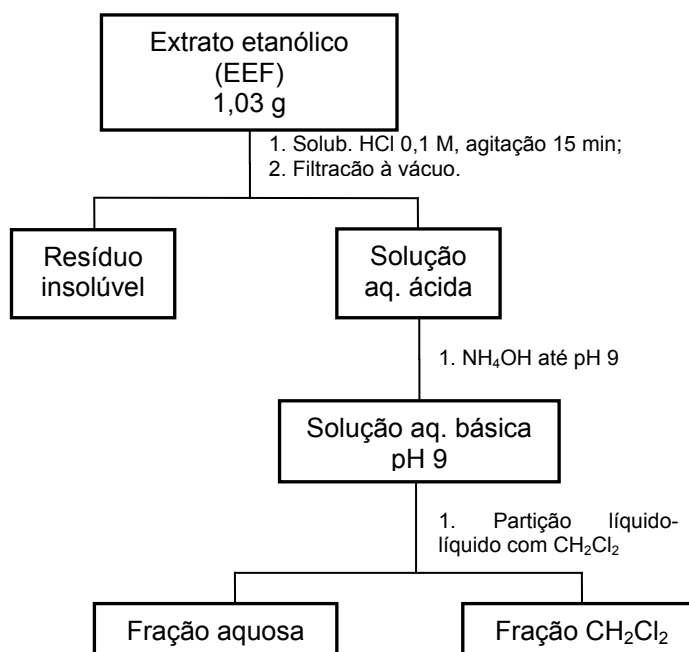 Extrato etanólico
(EEF)
1,03 g
1. Solub. HCl 0,1 M, agitação 15 min;
2. Filtracão à vácuo.
Resíduo
insolúvel
Solução
aq. ácida
1. NH₄OH até pH 9
Solução aq. básica
pH 9
1. Partição líquido-
líquido com CH₂Cl₂
Fração aquosa
Fração CH₂Cl₂